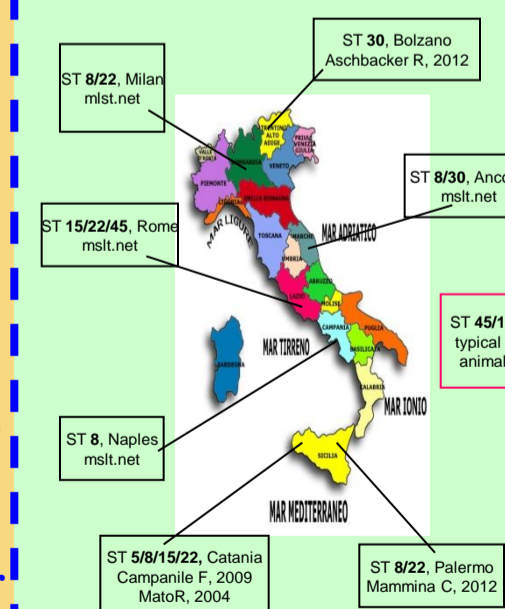 ST 30, Bolzano
Aschbacker R, 2012
ST 8/22, Milan
mlst.net
ST 8/30, Anco
mslt.net
ST 15/22/45, Rome
mslt.net
ST 45/1
typical
animal
ST 8, Naples
mslt.net
ST 5/8/15/22, Catania
Campanile F, 2009
MatoR, 2004
ST 8/22, Palermo
Mammina C, 2012
TRENTINO
ALTO
ADIGE
FRIULI
VENEZIA
GIULIA
VALLE
D'AOSTA
LOMBARDIA
VENETO
PIEMONTE
EMILIA ROMAGNA
LIGURIA
MAR LIGURE
TOSCANA
MARCHE
MAR ADRIATICO
UMBRIA
ABRUZZO
LAZIO
MOLISE
CAMPANIA
PUGLIA
BASILICATA
MAR TIRRENO
SARDEGNA
CALABRIA
MAR IONIO
SICILIA
MAR MEDITERRANEO